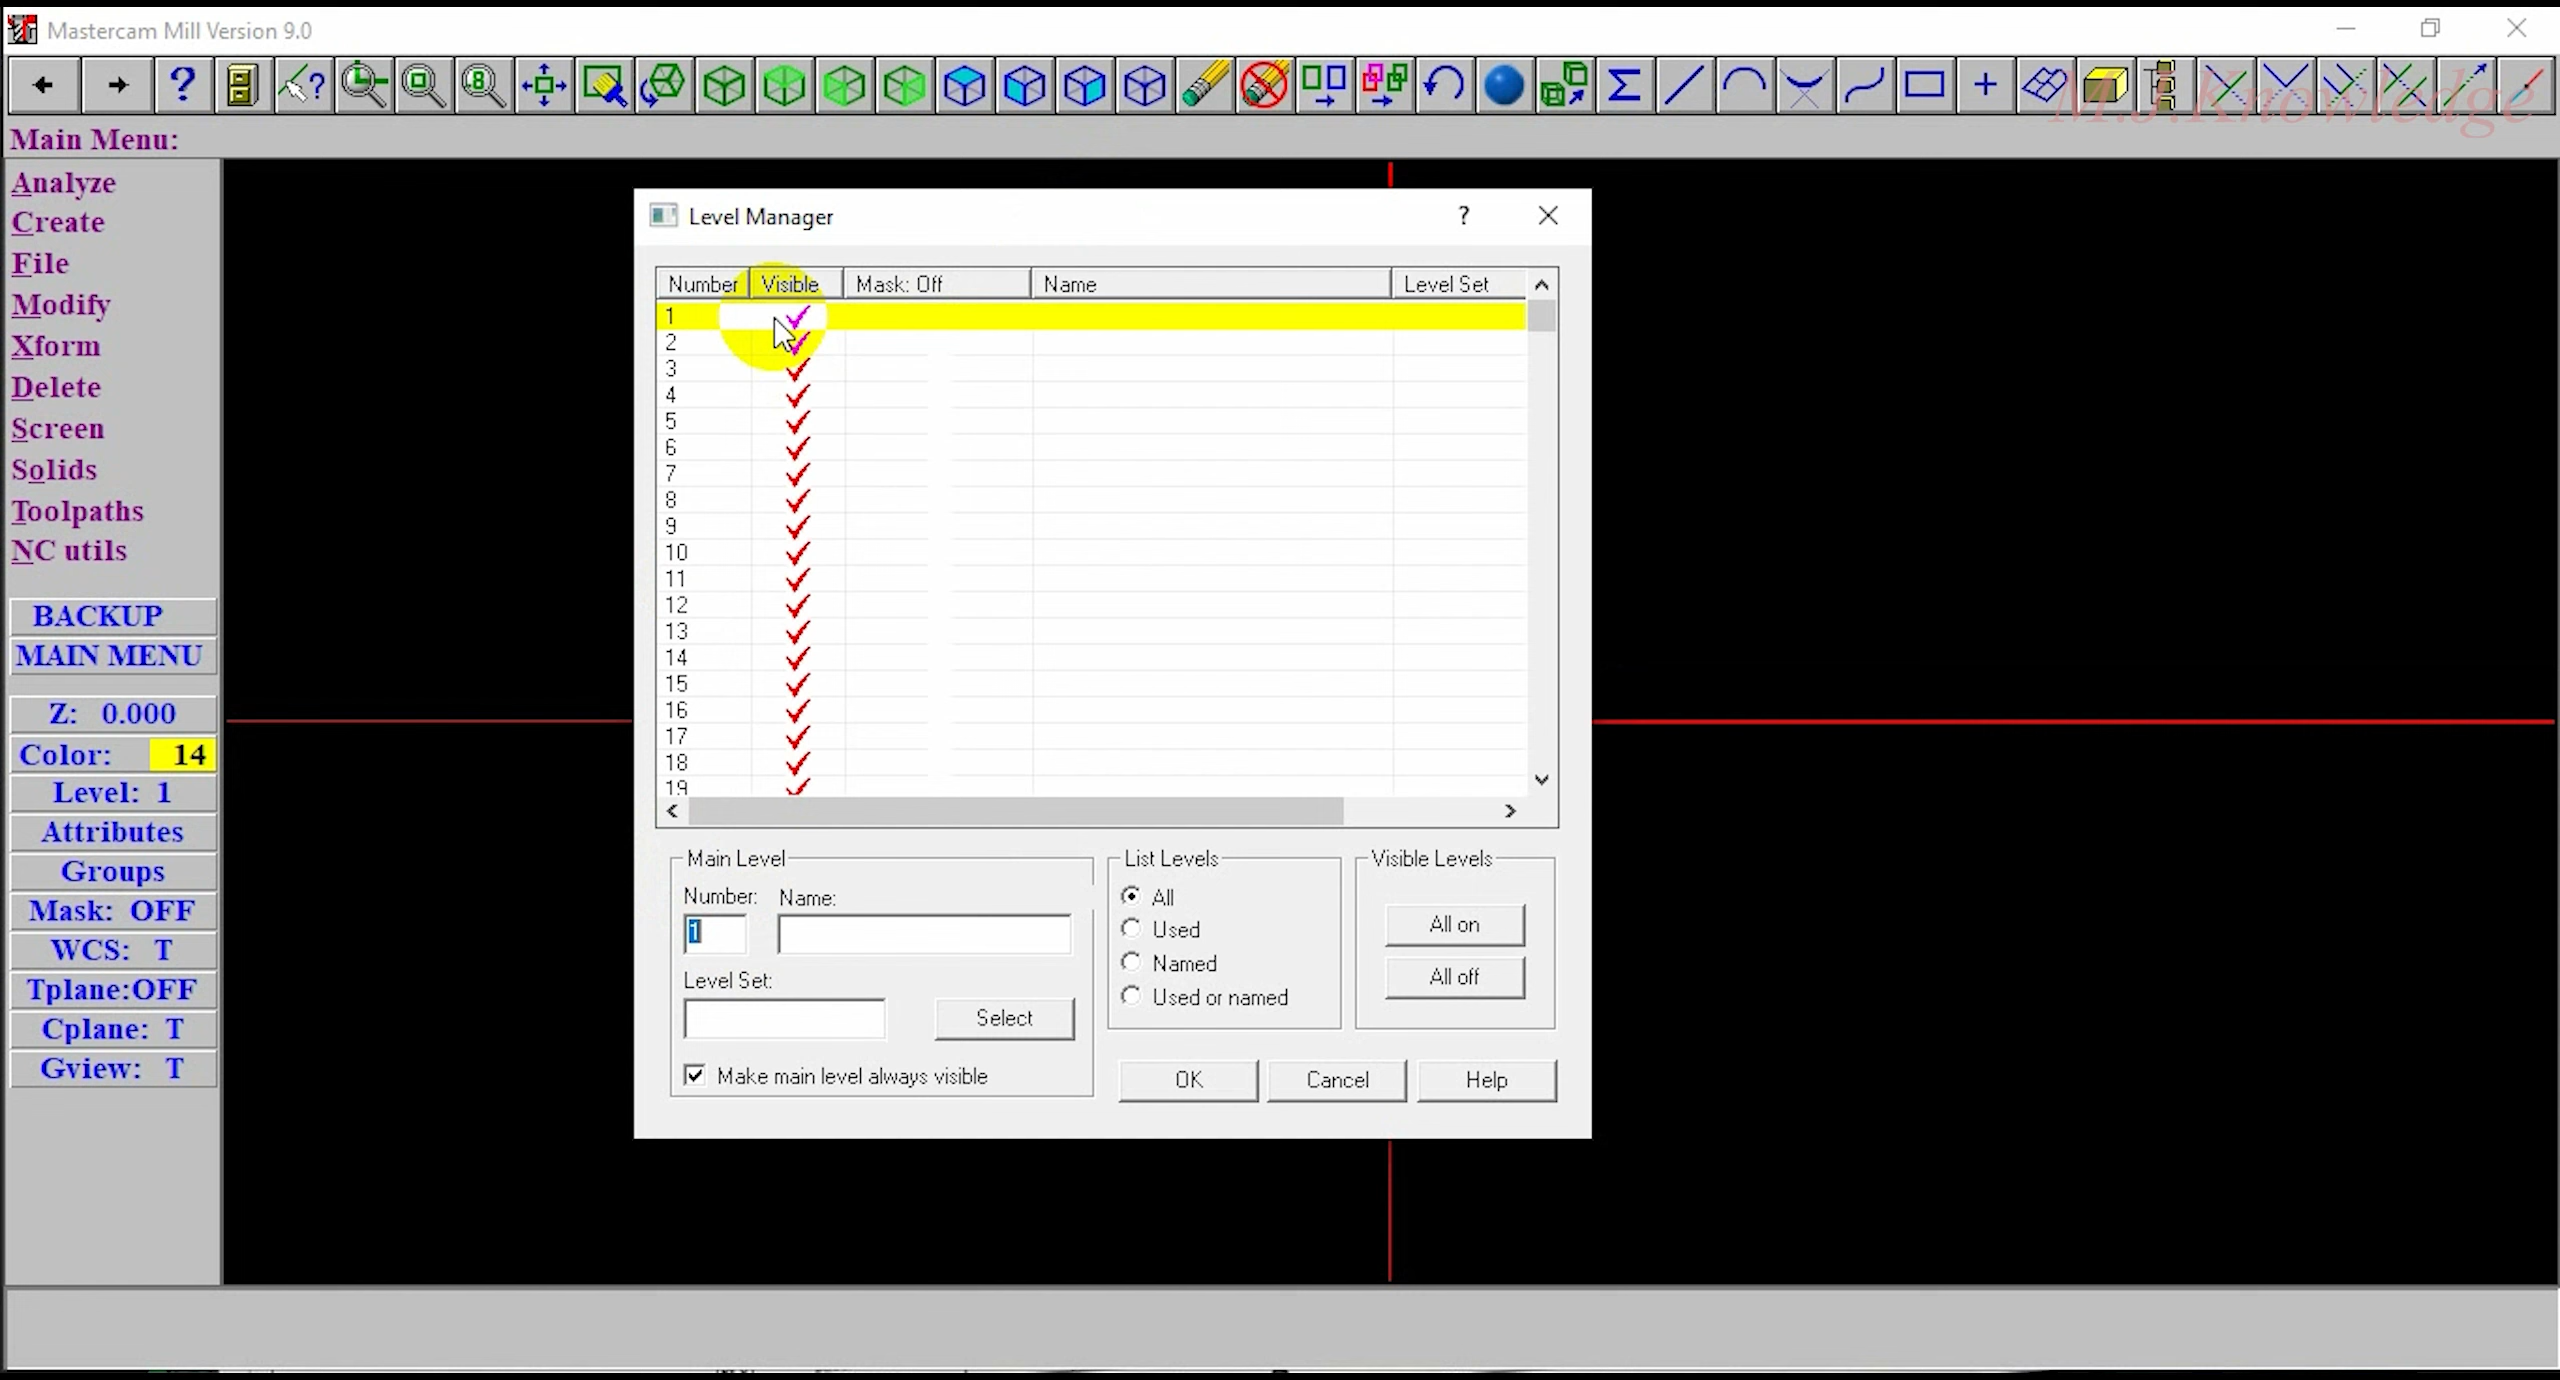 Mastercam Mill Version 9.0
M.J.Knowledge
Main Menu:
Analyze
Create
File
Modify
Xform
Delete
Screen
Solids
Toolpaths
NC utils
BACKUP
MAIN MENU
Z: 0.000
Color: 14
Level: 1
Attributes
Groups
Mask: OFF
WCS: T
Tplane:OFF
Cplane: T
Gview: T
Level Manager
Number Visible Mask: Off Name Level Set
1
2
3
4
5
6
7
8
9
10
11
12
13
14
15
16
17
18
19
Main Level
Number: Name:
1
Level Set:
Select
Make main level always visible
List Levels
All
Used
Named
Used or named
Visible Levels
All on
All off
OK Cancel Help